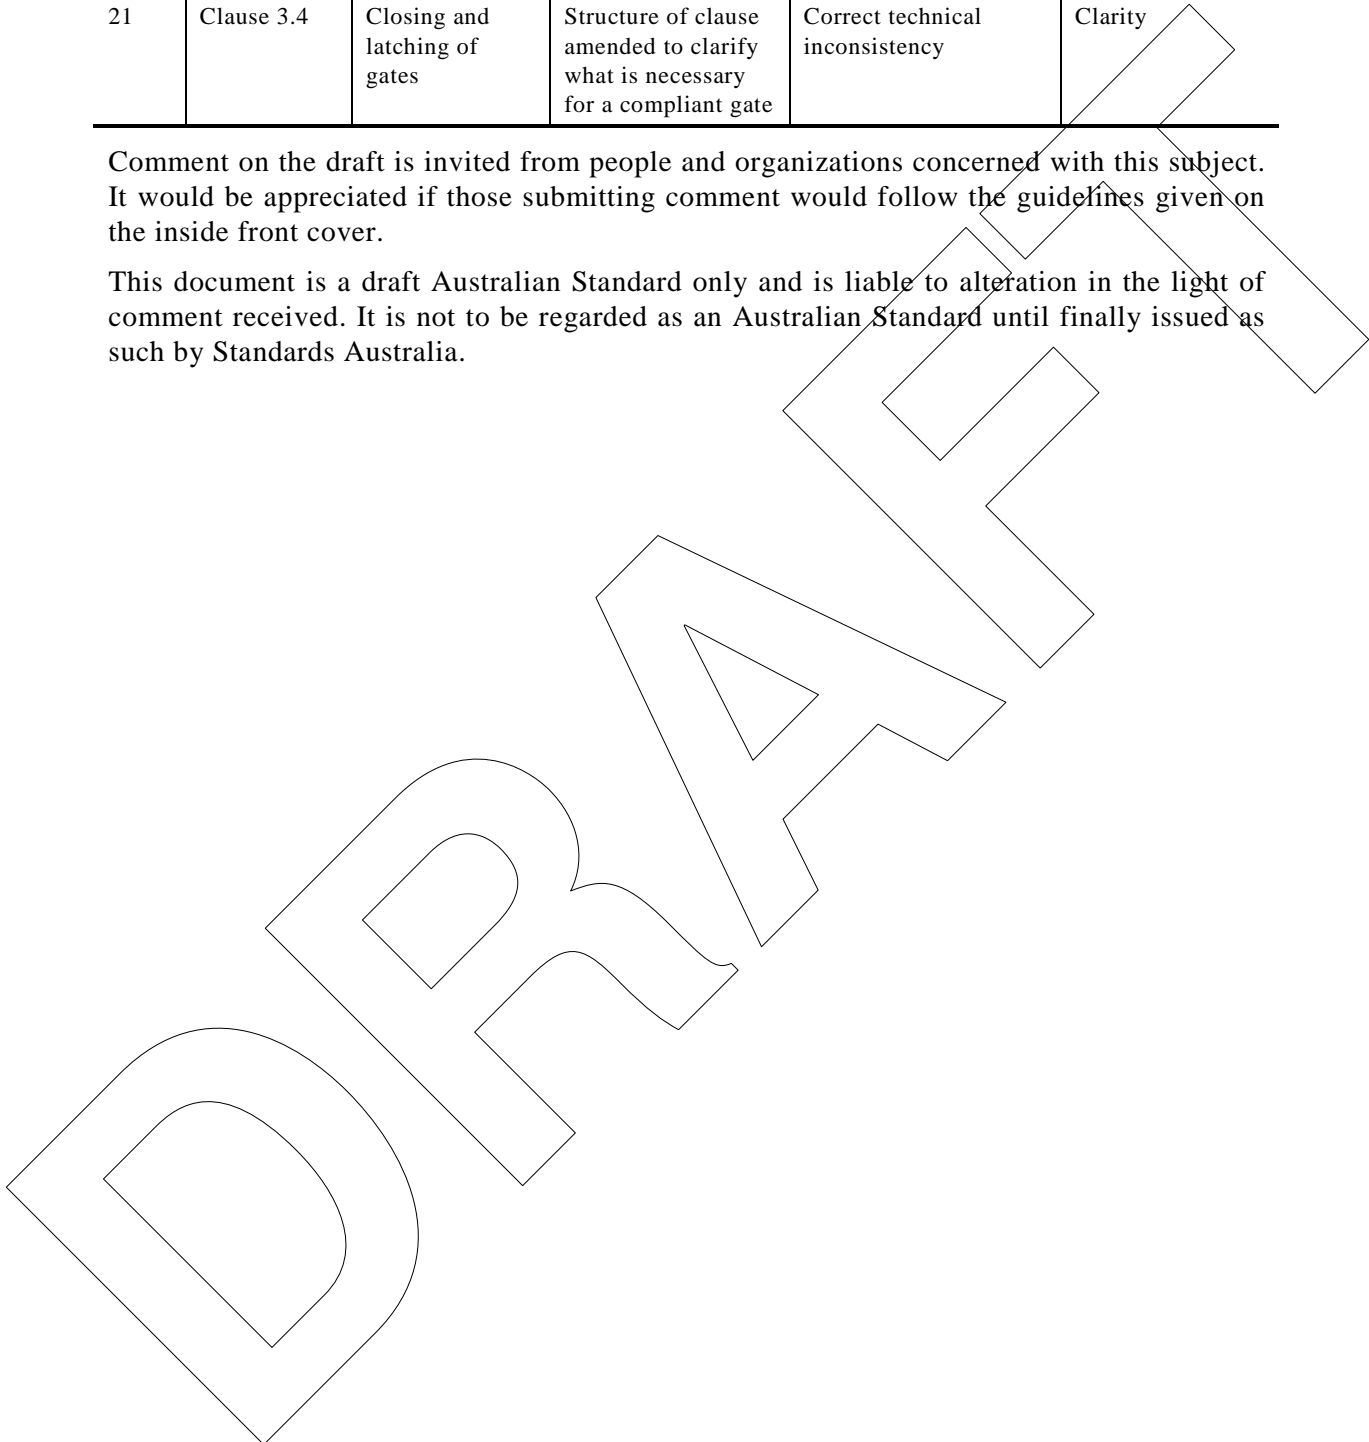 21 Clause 3.4 Closing and Structure of clause Correct technical Clarity
latching of amended to clarify inconsistency
gates what is necessary
for a compliant gate
Comment on the draft is invited from people and organizations concerned with this subject.
It would be appreciated if those submitting comment would follow the guidelines given on
the inside front cover.
This document is a draft Australian Standard only and is liable to alteration in the light of
comment received. It is not to be regarded as an Australian Standard until finally issued as
such by Standards Australia.
DRAFT